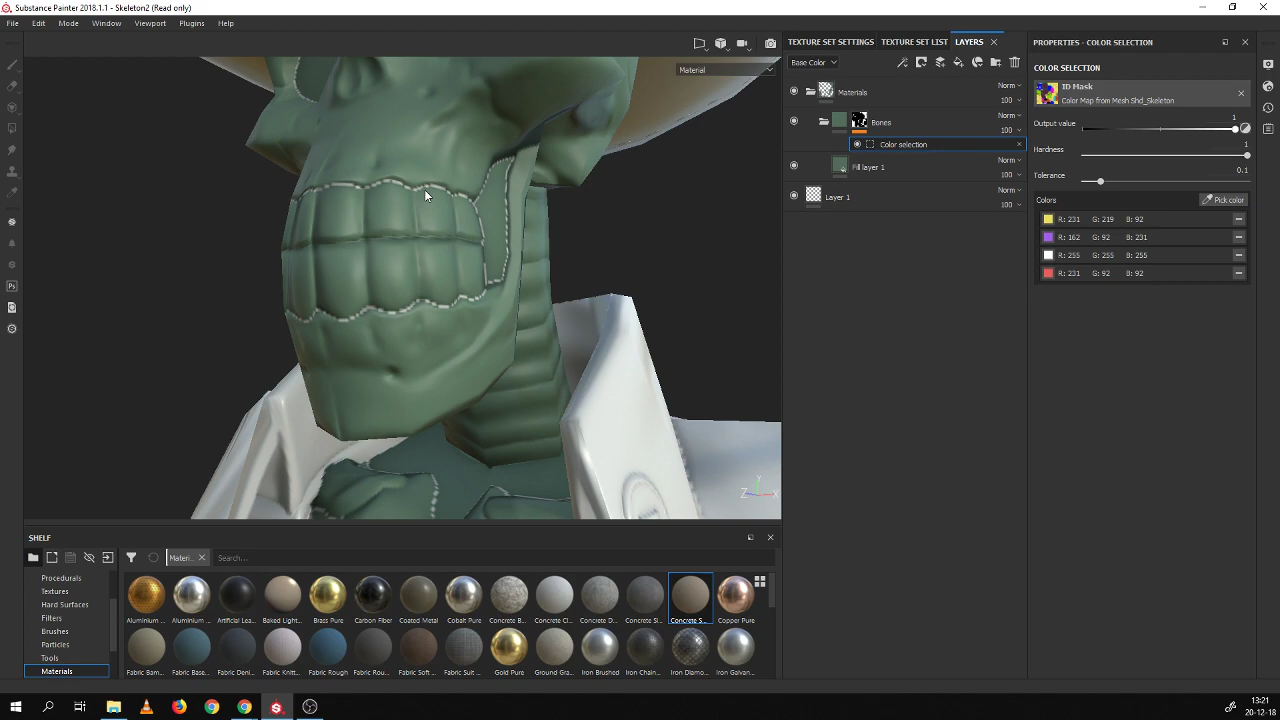 Substance Painter 2018.1.1 - Skeleton2 (Read only)
File Edit Mode Window Viewport Plugins Help
Material
TEXTURE SET SETTINGS TEXTURE SET LIST LAYERS
Base Color
Materials Norm 100
Bones Norm 100
Color selection
Fill layer 1 Norm 100
Layer 1 Norm 100
PROPERTIES - COLOR SELECTION
COLOR SELECTION
ID Mask
Color Map from Mesh Shd_Skeleton
Output value 1
Hardness 1
Tolerance 0.1
Colors Pick color
R: 231 G: 219 B: 92
R: 162 G: 92 B: 231
R: 255 G: 255 B: 255
R: 231 G: 92 B: 92
Y
Z X
SHELF
Materi... Search...
Procedurals
Textures
Hard Surfaces
Filters
Brushes
Particles
Tools
Materials
Aluminium ... Aluminium ... Artificial Lea... Baked Light... Brass Pure Carbon Fiber Coated Metal Cobalt Pure Concrete B... Concrete Cl... Concrete D... Concrete Si... Concrete S... Copper Pure
Fabric Bam... Fabric Base... Fabric Deni... Fabric Knitt... Fabric Rough Fabric Rou... Fabric Soft ... Fabric Suit ... Gold Pure Ground Gra... Iron Brushed Iron Chain... Iron Diamo... Iron Galvan...
Ps
13:21
20-12-18